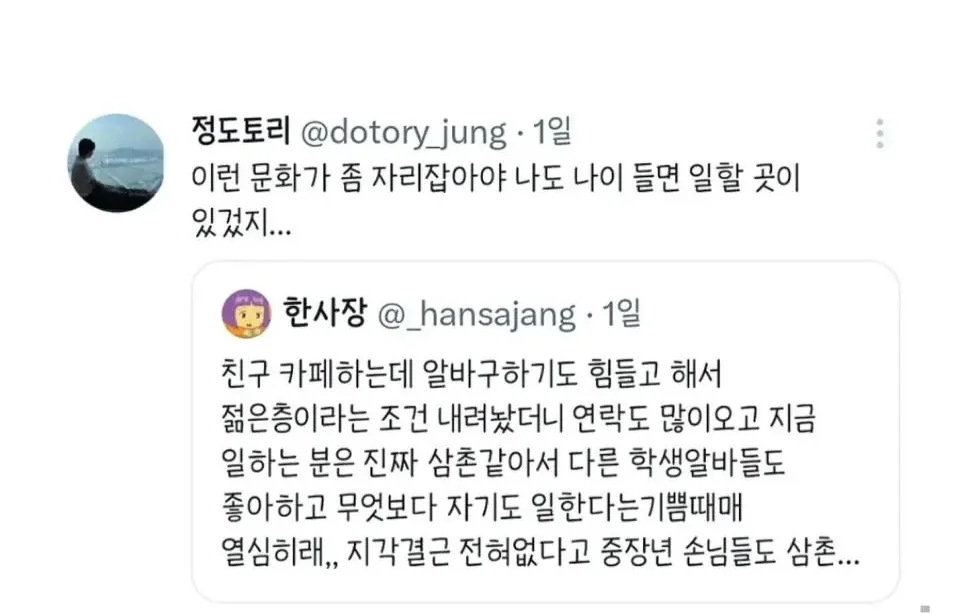 정도토리 @dotory_jung · 1일
이런 문화가 좀 자리잡아야 나도 나이 들면 일할 곳이
있겄지...
한사장 @_hansajang · 1일
친구 카페하는데 알바구하기도 힘들고 해서
젊은층이라는 조건 내려놨더니 연락도 많이오고 지금
일하는 분은 진짜 삼촌같아서 다른 학생알바들도
좋아하고 무엇보다 자기도 일한다는기쁨때매
열심히래,, 지각결근 전혀없다고 중장년 손님들도 삼촌...